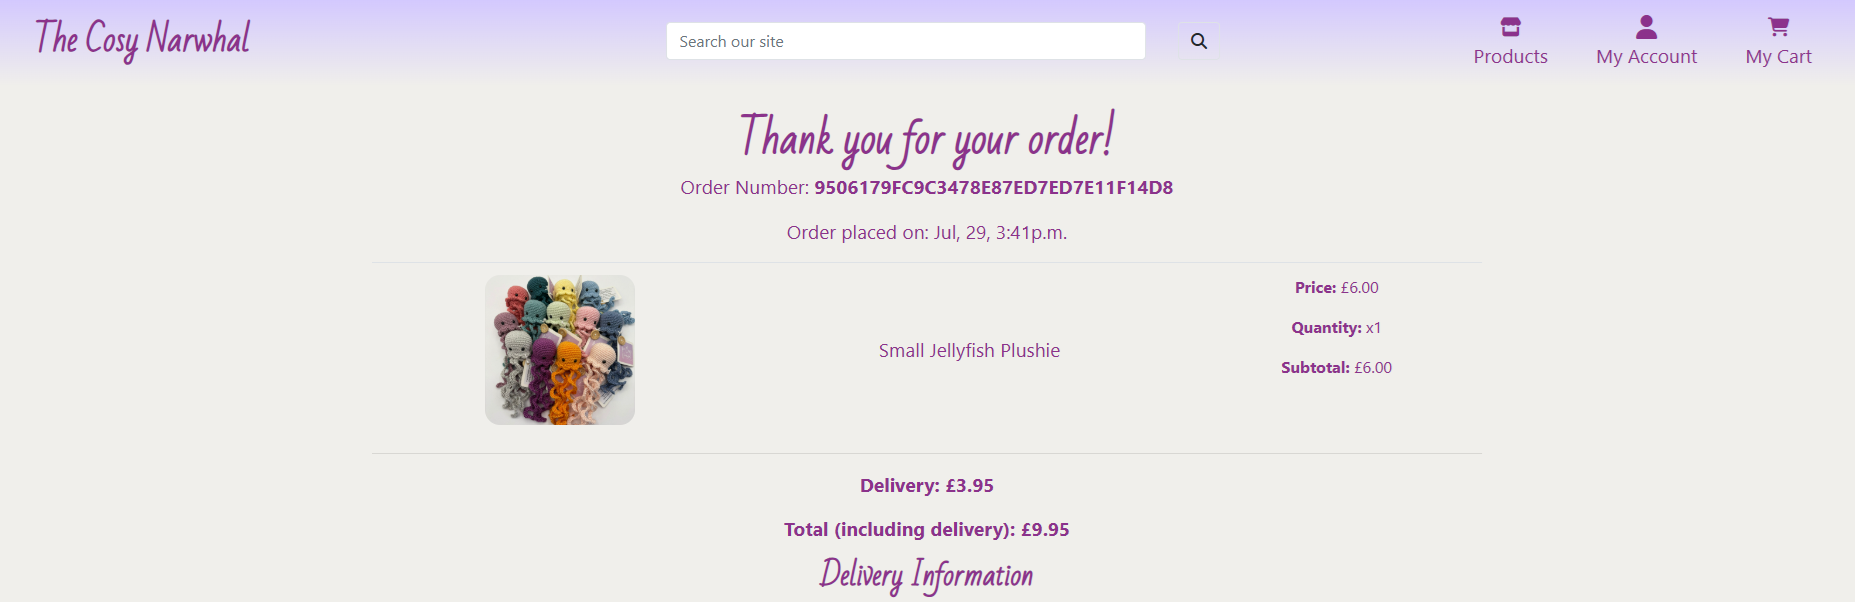 The Cosy Narwhal
Search our site
Products
My Account
My Cart
Thank you for your order!
Order Number: 9506179FC9C3478E87ED7ED7E11F14D8
Order placed on: Jul, 29, 3:41p.m.
Small Jellyfish Plushie
Price: £6.00
Quantity: x1
Subtotal: £6.00
Delivery: £3.95
Total (including delivery): £9.95
Delivery Information